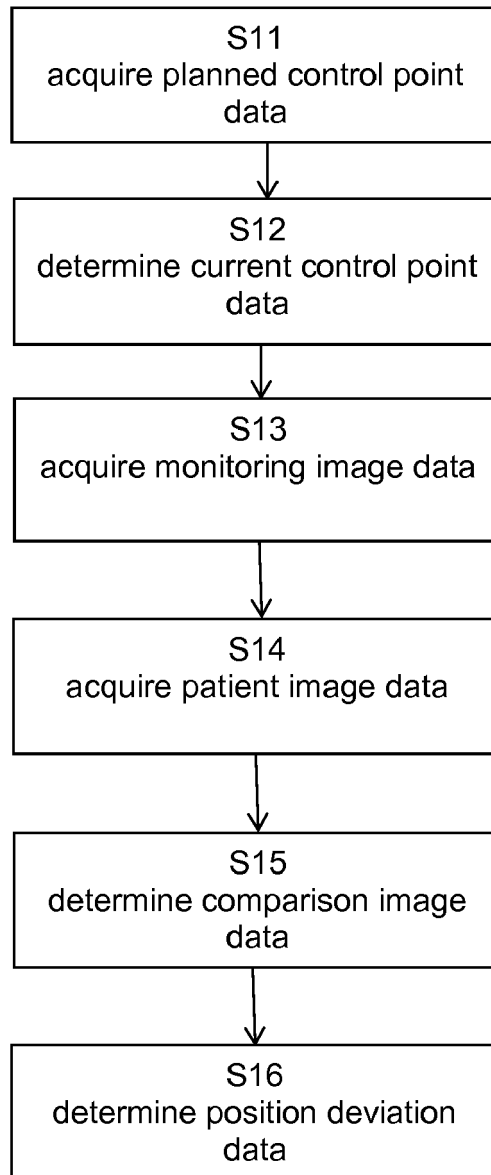 S11
acquire planned control point
data
S12
determine current control point
data
S13
acquire monitoring image data
S14
acquire patient image data
S15
determine comparison image
data
S16
determine position deviation
data